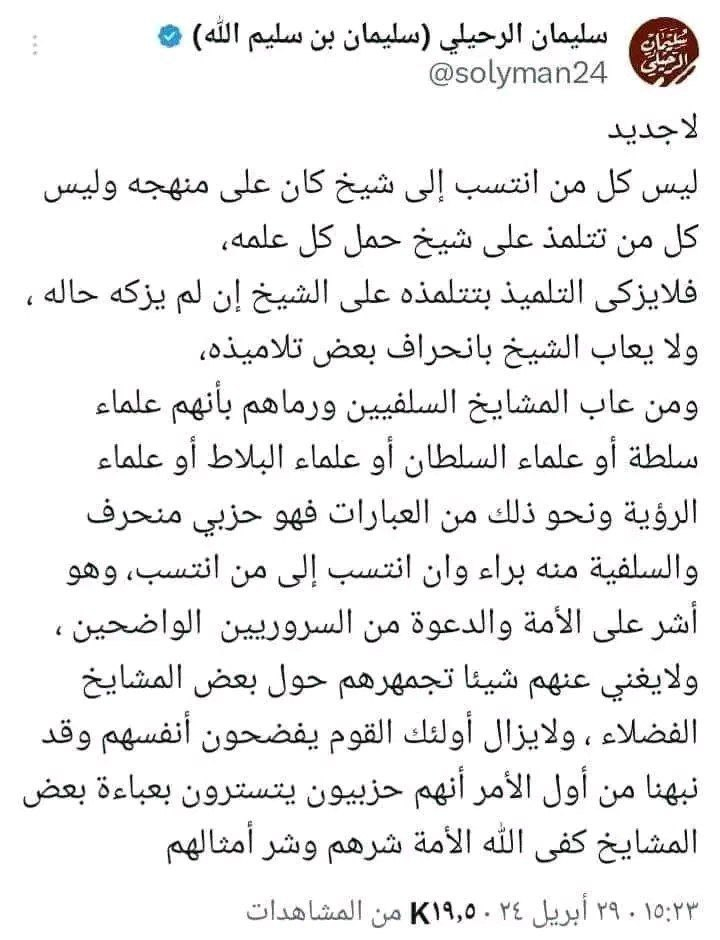 سليمان الرحيلي (سليمان بن سليم الله)
@solyman24
سليمان
الرحيلي
لاجديد
ليس كل من انتسب إلى شيخ كان على منهجه وليس
كل من تتلمذ على شيخ حمل كل علمه،
فلايزكى التلميذ بتتلمذه على الشيخ إن لم يزكه حاله ،
ولا يعاب الشيخ بانحراف بعض تلاميذه،
ومن عاب المشايخ السلفيين ورماهم بأنهم علماء
سلطة أو علماء السلطان أو علماء البلاط أو علماء
الرؤية ونحو ذلك من العبارات فهو حزبي منحرف
والسلفية منه براء وان انتسب إلى من انتسب، وهو
أشر على الأمة والدعوة من السروريين الواضحين ،
ولايغني عنهم شيئا تجمهرهم حول بعض المشايخ
الفضلاء ، ولايزال أولئك القوم يفضحون أنفسهم وقد
نبهنا من أول الأمر أنهم حزبيون يتسترون بعباءة بعض
المشايخ كفى الله الأمة شرهم وشر أمثالهم
١٥:٢٣ · ٢٩ أبريل ٢٤ · ١٩,٥K من المشاهدات